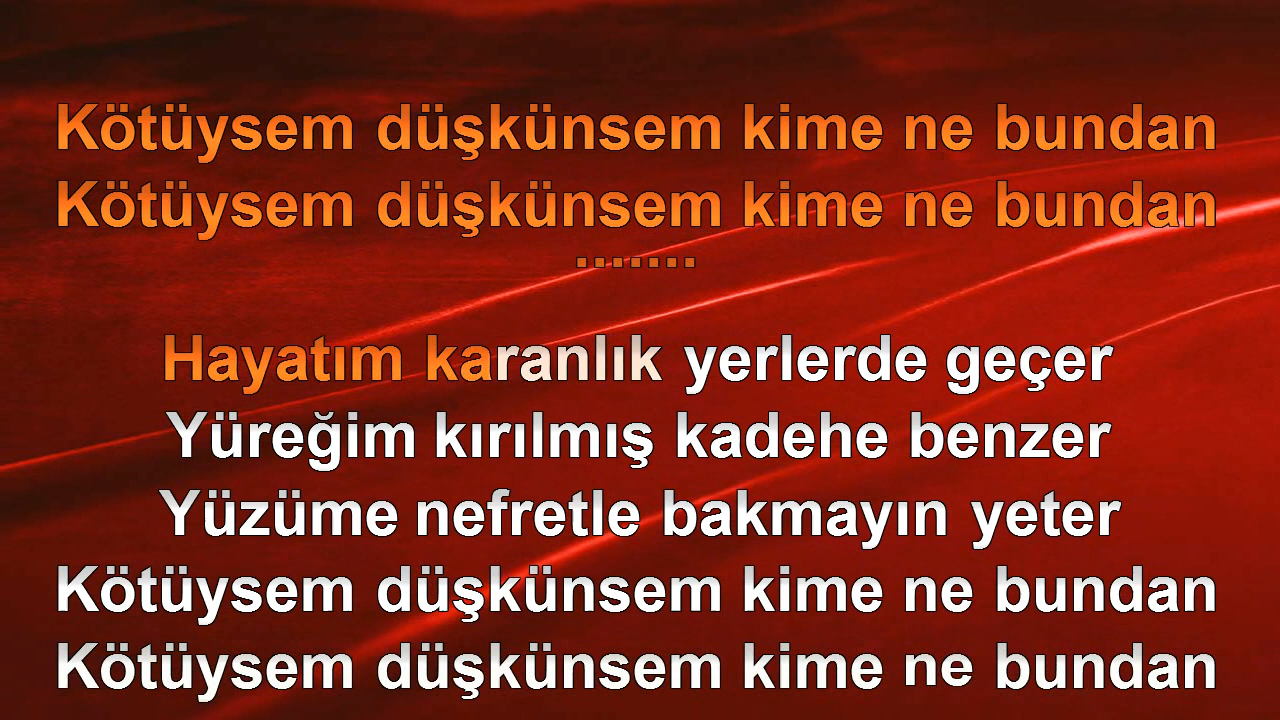 Kötüysem düşkünsem kime ne bundan
Kötüysem düşkünsem kime ne bundan
.......
Hayatım karanlık yerlerde geçer
Yüreğim kırılmış kadehe benzer
Yüzüme nefretle bakmayın yeter
Kötüysem düşkünsem kime ne bundan
Kötüysem düşkünsem kime ne bundan